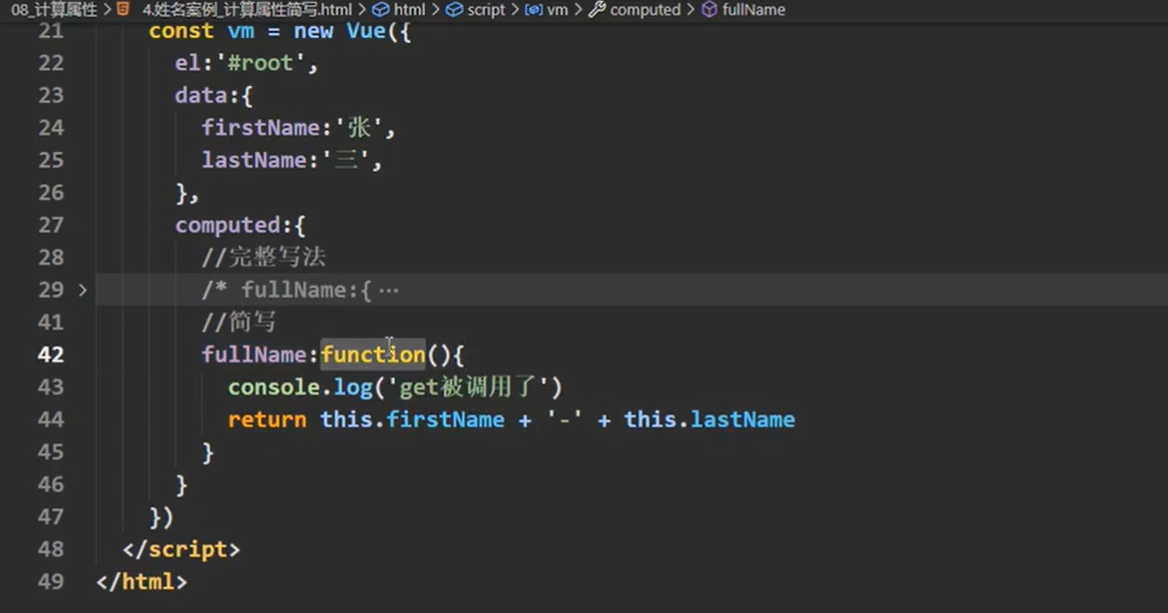 08_计算属性 > 4.姓名案例_计算属性简写.html > html > script > vm > computed > fullName
21 const vm = new Vue({
22 el:'#root',
23 data:{
24 firstName:'张',
25 lastName:'三',
26 },
27 computed:{
28 //完整写法
29 > /* fullName:{ ···
41 //简写
42 fullName:function(){
43 console.log('get被调用了')
44 return this.firstName + '-' + this.lastName
45 }
46 }
47 })
48 </script>
49 </html>